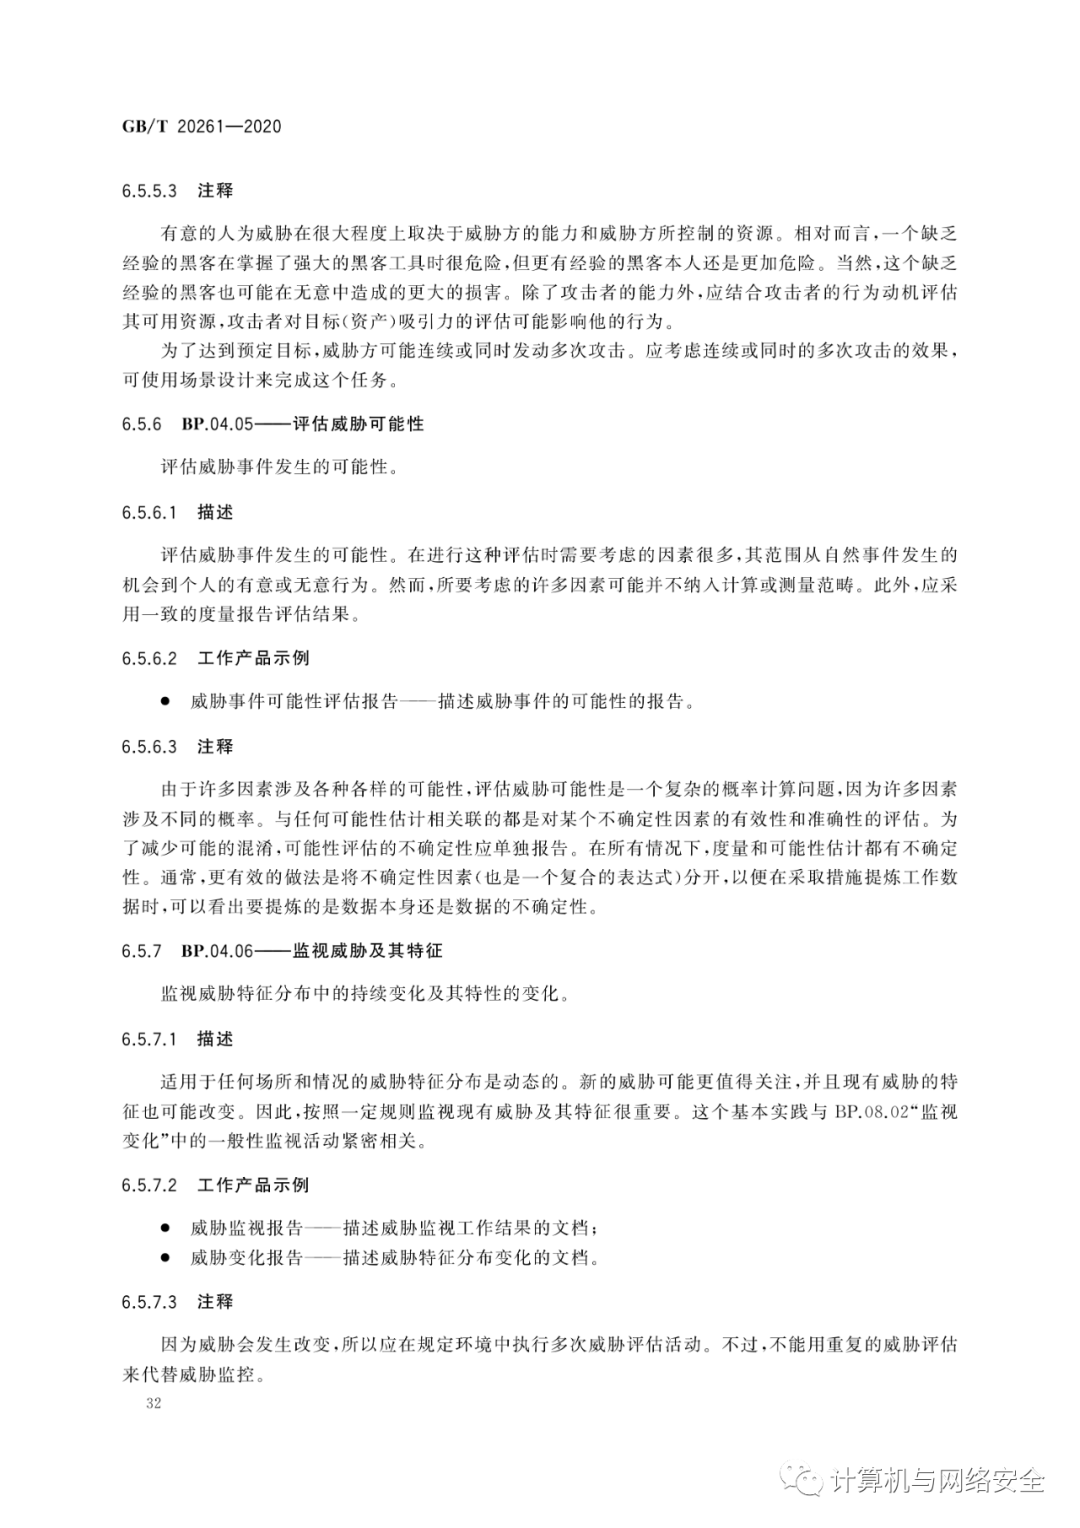 GB/T 20261—2020
6.5.5.3 注释
有意的人为威胁在很大程度上取决于威胁方的能力和威胁方所控制的资源。相对而言,一个缺乏
经验的黑客在掌握了强大的黑客工具时很危险,但更有经验的黑客本人还是更加危险。当然,这个缺乏
经验的黑客也可能在无意中造成的更大的损害。除了攻击者的能力外,应结合攻击者的行为动机评估
其可用资源,攻击者对目标(资产)吸引力的评估可能影响他的行为。
为了达到预定目标,威胁方可能连续或同时发动多次攻击。应考虑连续或同时的多次攻击的效果,
可使用场景设计来完成这个任务。
6.5.6 BP.04.05——评估威胁可能性
评估威胁事件发生的可能性。
6.5.6.1 描述
评估威胁事件发生的可能性。在进行这种评估时需要考虑的因素很多,其范围从自然事件发生的
机会到个人的有意或无意行为。然而,所要考虑的许多因素可能并不纳入计算或测量范畴。此外,应采
用一致的度量报告评估结果。
6.5.6.2 工作产品示例
● 威胁事件可能性评估报告——描述威胁事件的可能性的报告。
6.5.6.3 注释
由于许多因素涉及各种各样的可能性,评估威胁可能性是一个复杂的概率计算问题,因为许多因素
涉及不同的概率。与任何可能性估计相关联的都是对某个不确定性因素的有效性和准确性的评估。为
了减少可能的混淆,可能性评估的不确定性应单独报告。在所有情况下,度量和可能性估计都有不确定
性。通常,更有效的做法是将不确定性因素(也是一个复合的表达式)分开,以便在采取措施提炼工作数
据时,可以看出要提炼的是数据本身还是数据的不确定性。
6.5.7 BP.04.06——监视威胁及其特征
监视威胁特征分布中的持续变化及其特性的变化。
6.5.7.1 描述
适用于任何场所和情况的威胁特征分布是动态的。新的威胁可能更值得关注,并且现有威胁的特
征也可能改变。因此,按照一定规则监视现有威胁及其特征很重要。这个基本实践与 BP.08.02“监视
变化”中的一般性监视活动紧密相关。
6.5.7.2 工作产品示例
● 威胁监视报告——描述威胁监视工作结果的文档;
● 威胁变化报告——描述威胁特征分布变化的文档。
6.5.7.3 注释
因为威胁会发生改变,所以应在规定环境中执行多次威胁评估活动。不过,不能用重复的威胁评估
来代替威胁监控。
32
计算机与网络安全